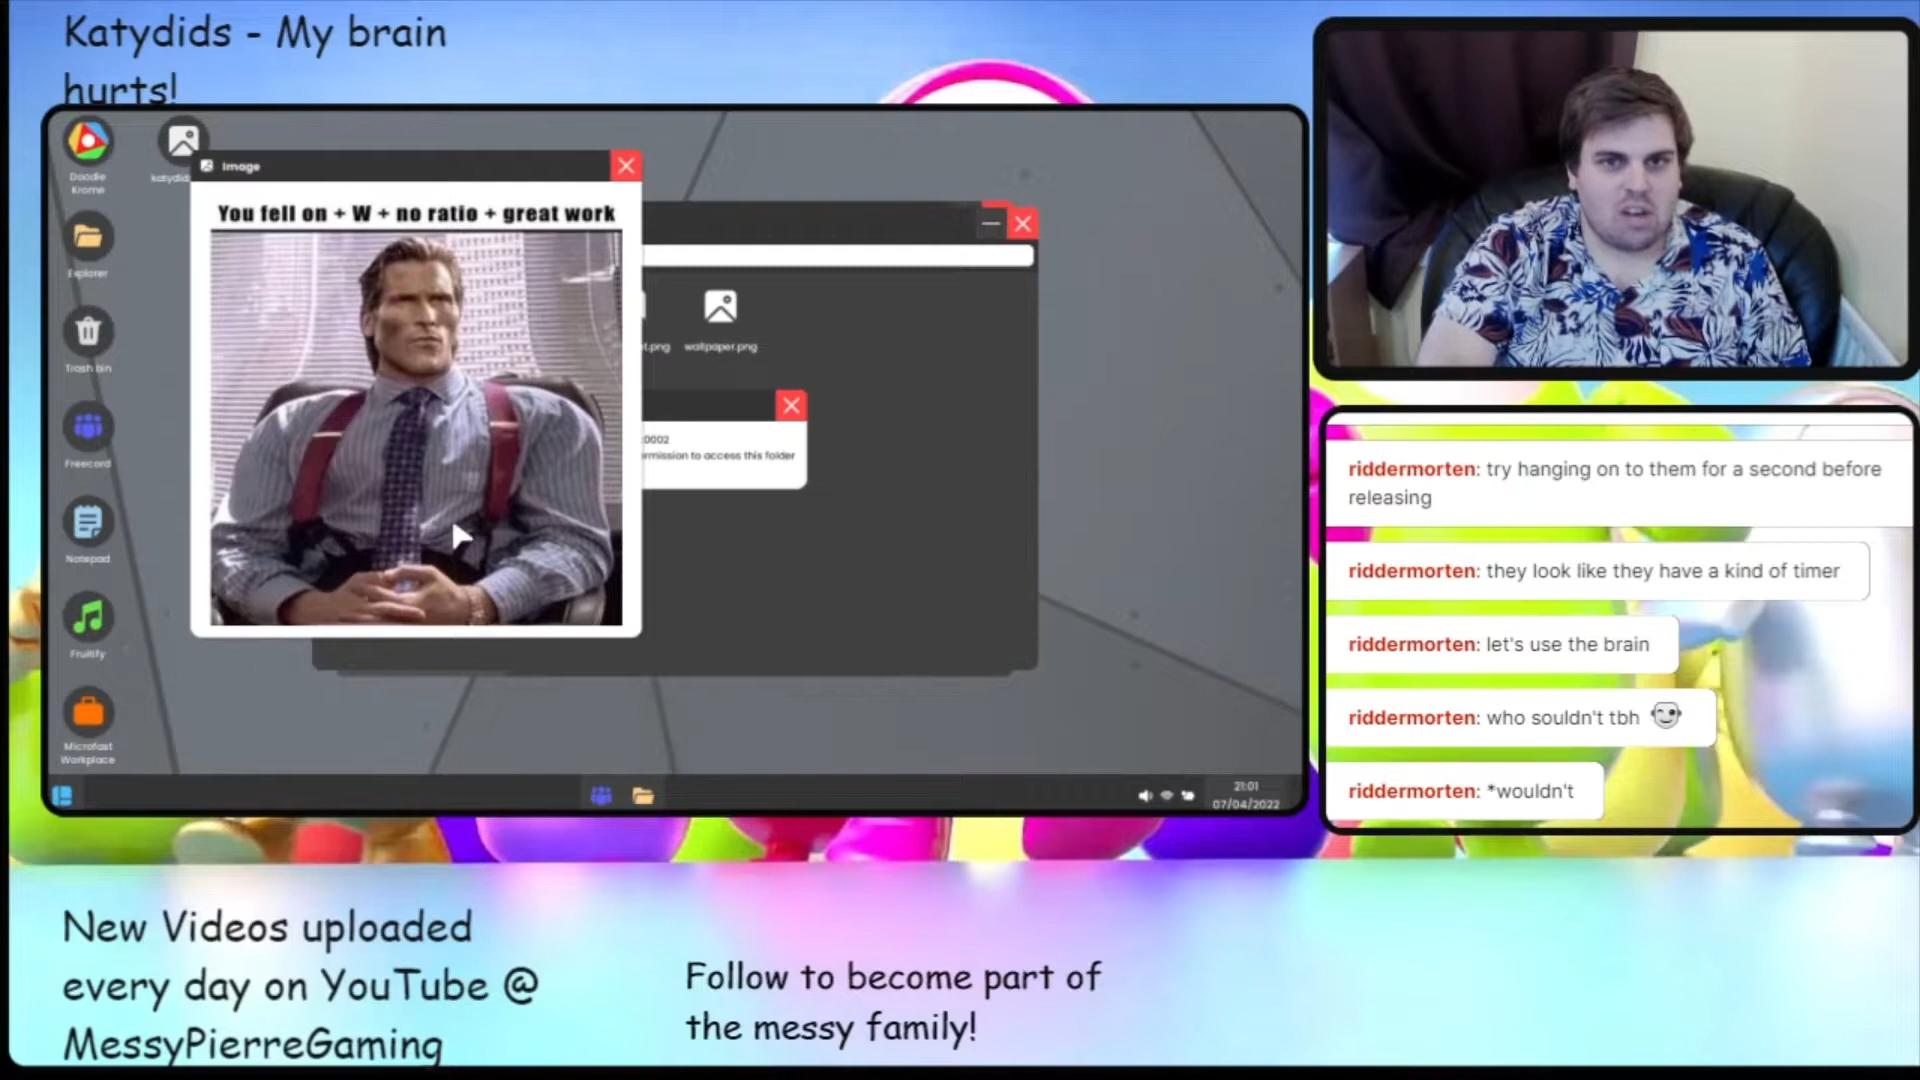 Katydids - My brain
hurts!
Doodle
Krome
Image
You fell on + W + no ratio + great work
Explorer
Trash bin
Freecord
Notepad
Fruitify
Microfast
Workplace
t.png
wallpaper.png
0002
rmission to access this folder
21:01
07/04/2022
riddermorten: try hanging on to them for a second before
releasing
riddermorten: they look like they have a kind of timer
riddermorten: let's use the brain
riddermorten: who souldn't tbh
riddermorten: *wouldn't
New Videos uploaded
every day on YouTube @
MessyPierreGaming
Follow to become part of
the messy family!